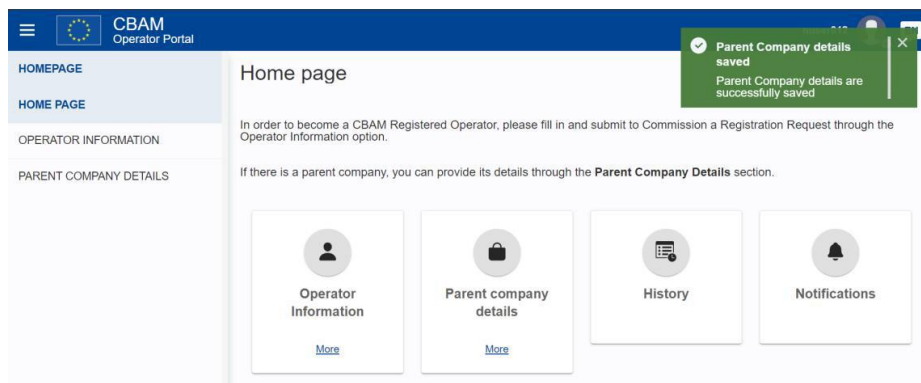 CBAM
Operator Portal
Parent Company details
saved
Parent Company details are
successfully saved
HOMEPAGE
HOME PAGE
OPERATOR INFORMATION
PARENT COMPANY DETAILS
Home page
In order to become a CBAM Registered Operator, please fill in and submit to Commission a Registration Request through the
Operator Information option.
If there is a parent company, you can provide its details through the Parent Company Details section.
Operator
Information
More
Parent company
details
More
History
Notifications